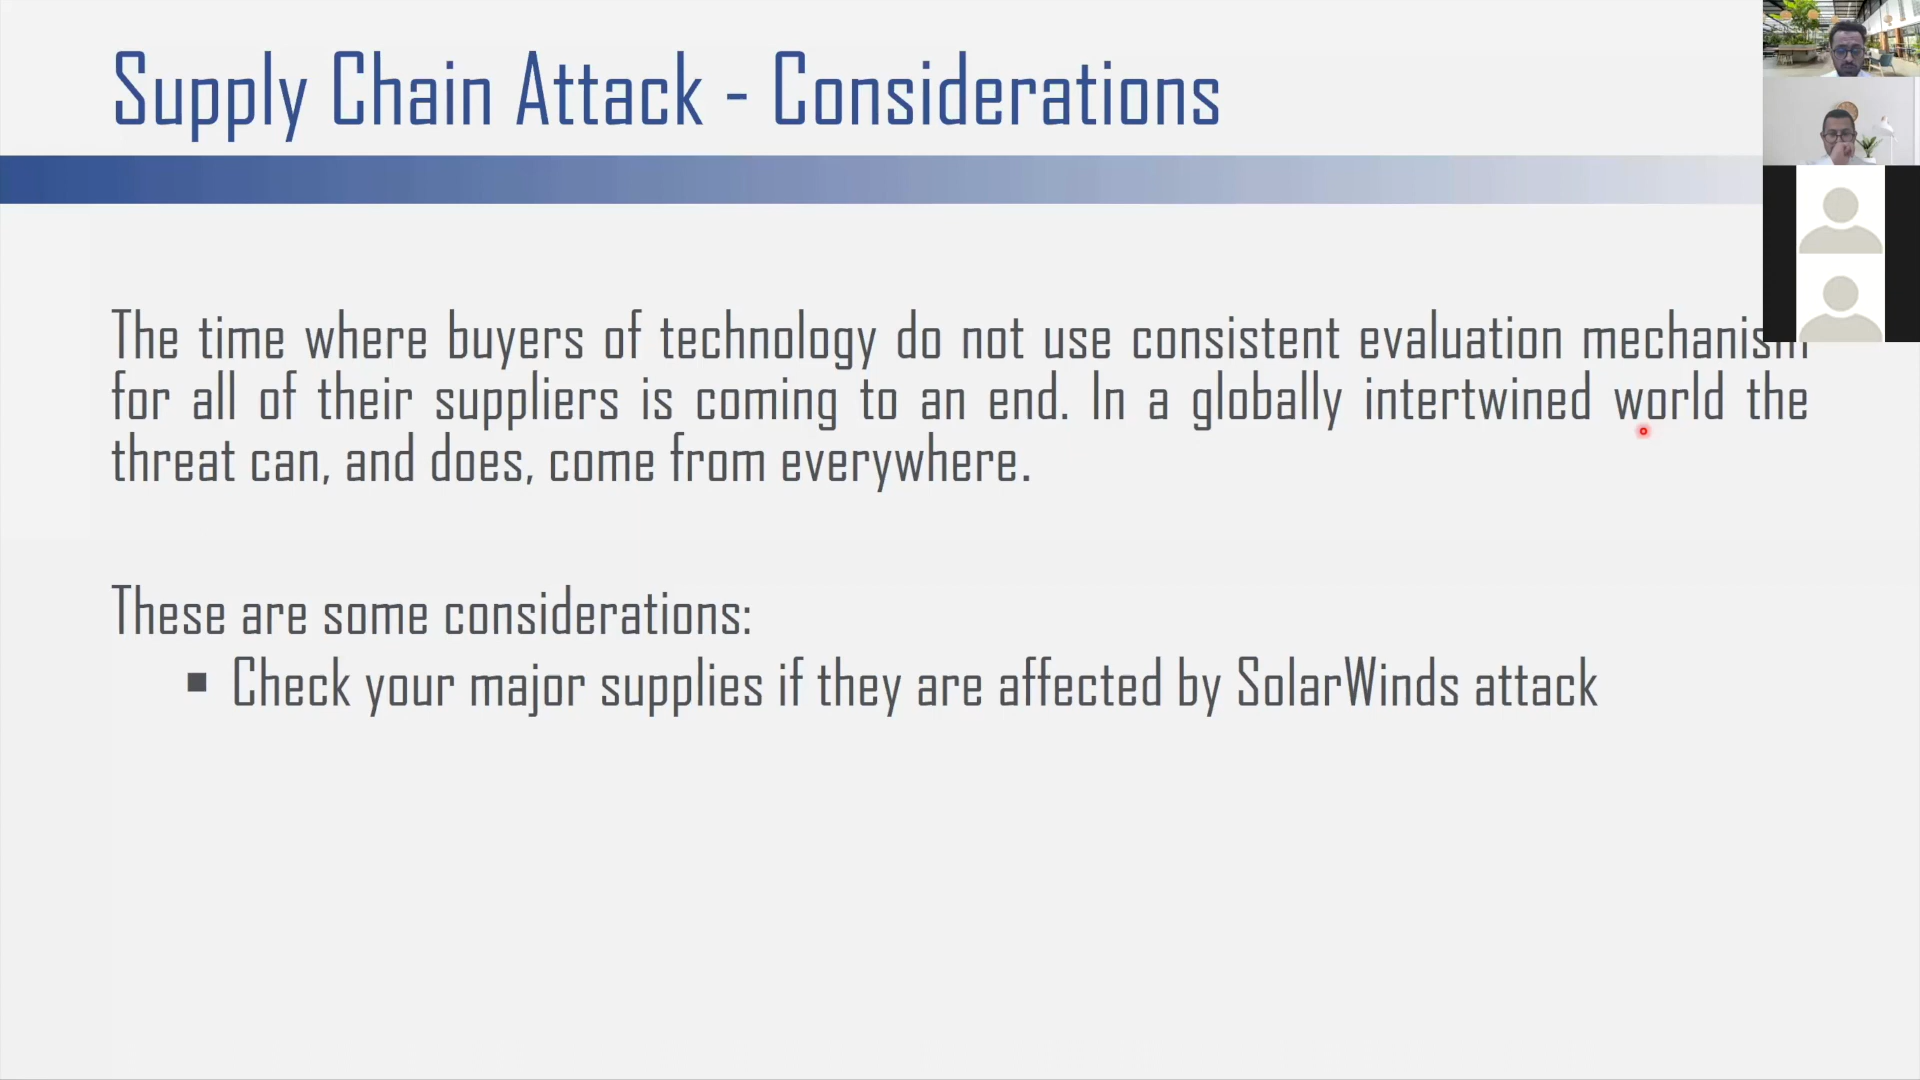 Supply Chain Attack - Considerations
The time where buyers of technology do not use consistent evaluation mechanism
for all of their suppliers is coming to an end. In a globally intertwined world the
threat can, and does, come from everywhere.
These are some considerations:
▪ Check your major supplies if they are affected by SolarWinds attack